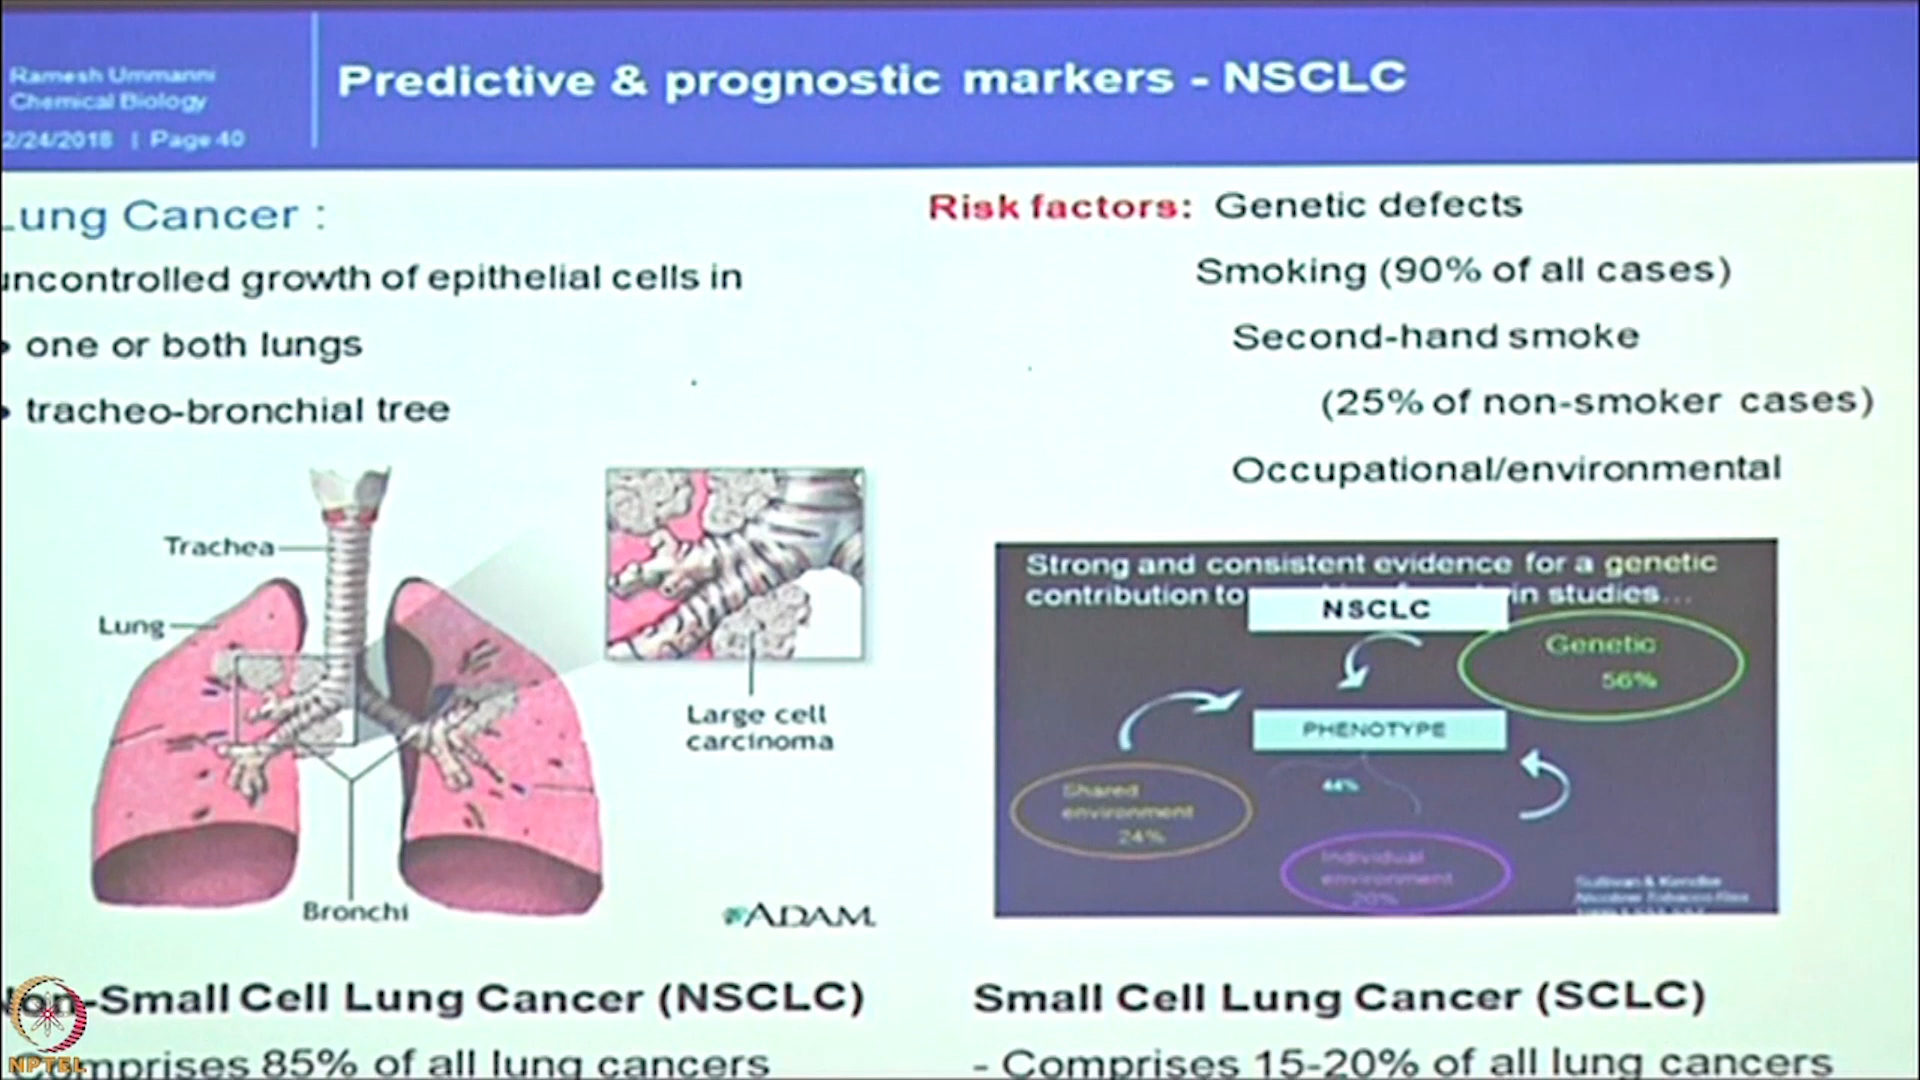 Ramesh Ummanni
Chemical Biology
2/24/2018 | Page 40
Predictive & prognostic markers - NSCLC
Lung Cancer :
uncontrolled growth of epithelial cells in
• one or both lungs
• tracheo-bronchial tree
Trachea
Lung
Bronchi
Large cell
carcinoma
ADAM.
Risk factors: Genetic defects
Smoking (90% of all cases)
Second-hand smoke
(25% of non-smoker cases)
Occupational/environmental
Strong and consistent evidence for a genetic
contribution to in studies...
NSCLC
Genetic
56%
PHENOTYPE
44%
Shared
environment
24%
Individual
environment
20%
Non-Small Cell Lung Cancer (NSCLC)
Comprises 85% of all lung cancers
Small Cell Lung Cancer (SCLC)
- Comprises 15-20% of all lung cancers
NPTEL